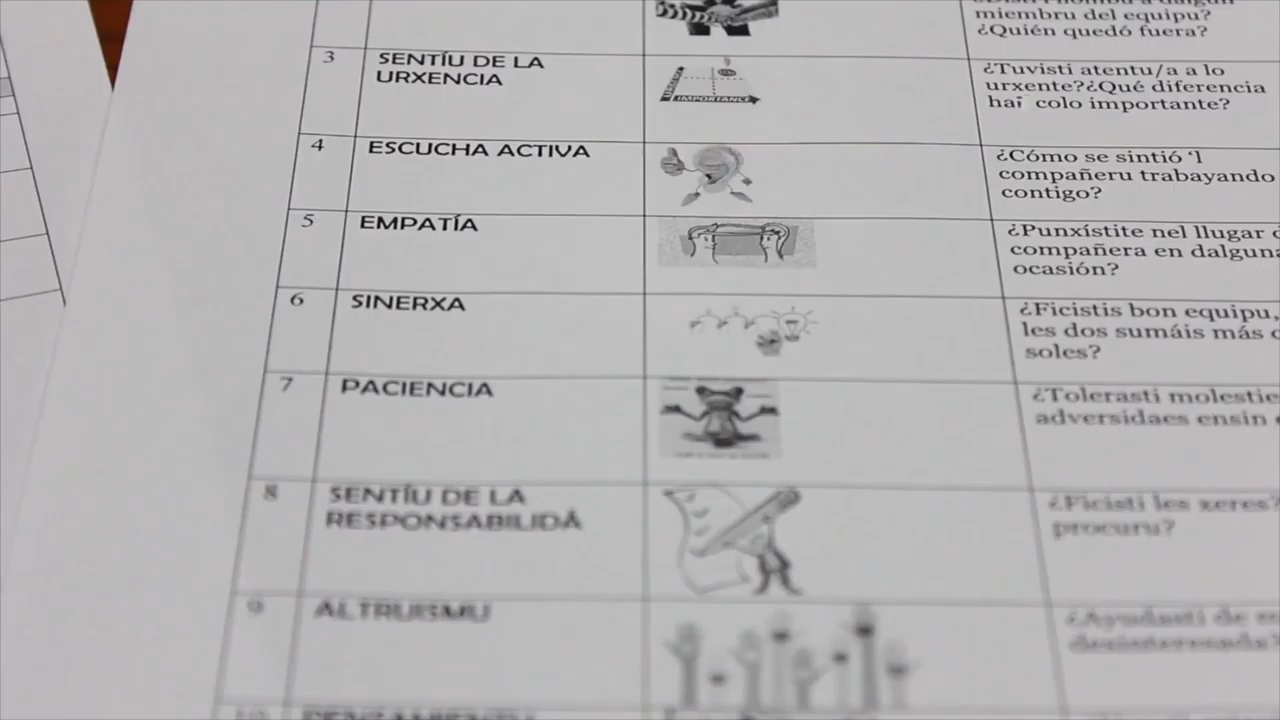 miembru del equipu?
¿Quién quedó fuera?
3
SENTÍU DE LA
URXENCIA
IMPORTANCE
¿Tuvisti atentu/a a lo
urxente?¿Qué diferencia
hai colo importante?
4
ESCUCHA ACTIVA
¿Cómo se sintió 'l
compañeru trabayando
contigo?
5
EMPATÍA
¿Punxístite nel llugar
compañera en dalguna
ocasión?
6
SINERXA
¿Ficistis bon equipu,
les dos sumáis más
soles?
7
PACIENCIA
¿Tolerasti
adversidaes ensin
8
SENTÍU DE LA
RESPONSABILIDÁ
¿Ficisti les xeres?
procuru?
9
ALTRUISMU
¿Ayudasti de